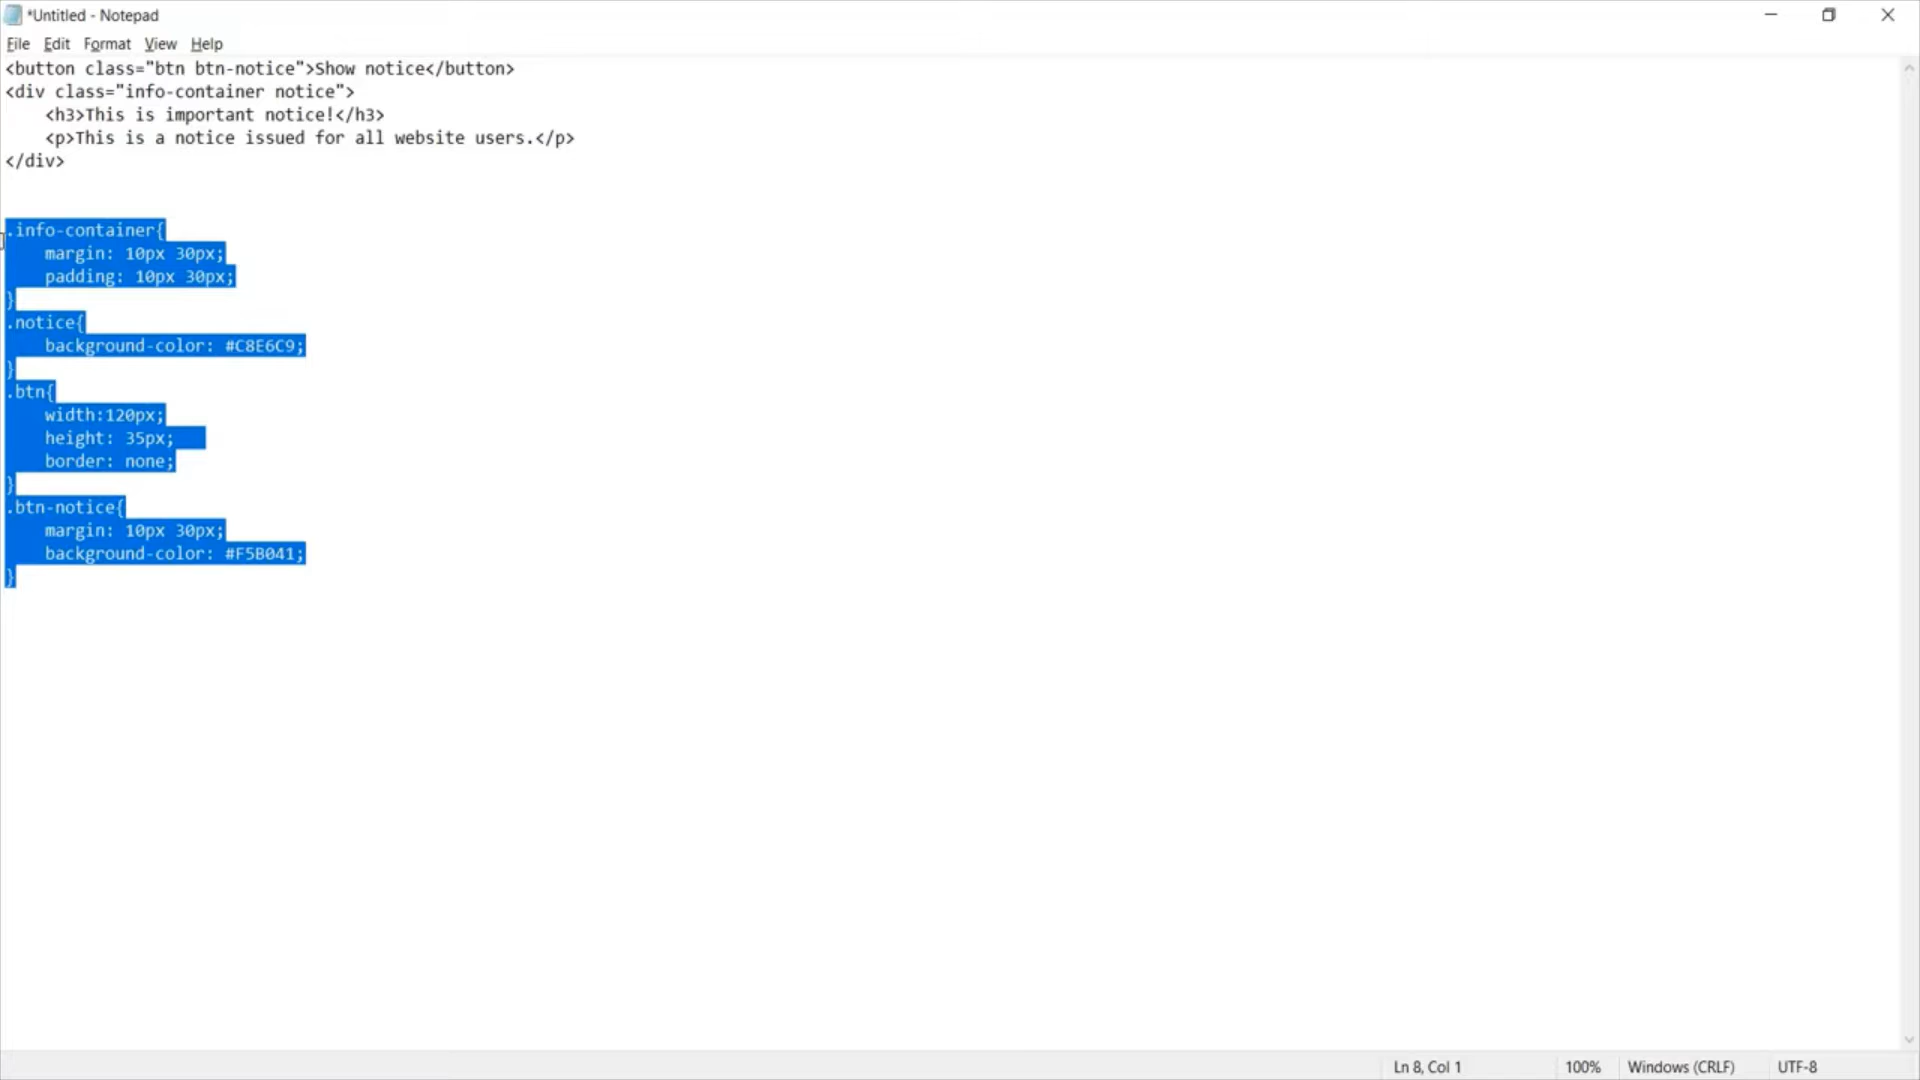 *Untitled - Notepad
File Edit Format View Help
<button class="btn btn-notice">Show notice</button>
<div class="info-container notice">
    <h3>This is important notice!</h3>
    <p>This is a notice issued for all website users.</p>
</div>
.info-container{
    margin: 10px 30px;
    padding: 10px 30px;
}
.notice{
    background-color: #C8E6C9;
}
.btn{
    width:120px;
    height: 35px;
    border: none;
}
.btn-notice{
    margin: 10px 30px;
    background-color: #F5B041;
}
Ln 8, Col 1 100% Windows (CRLF) UTF-8